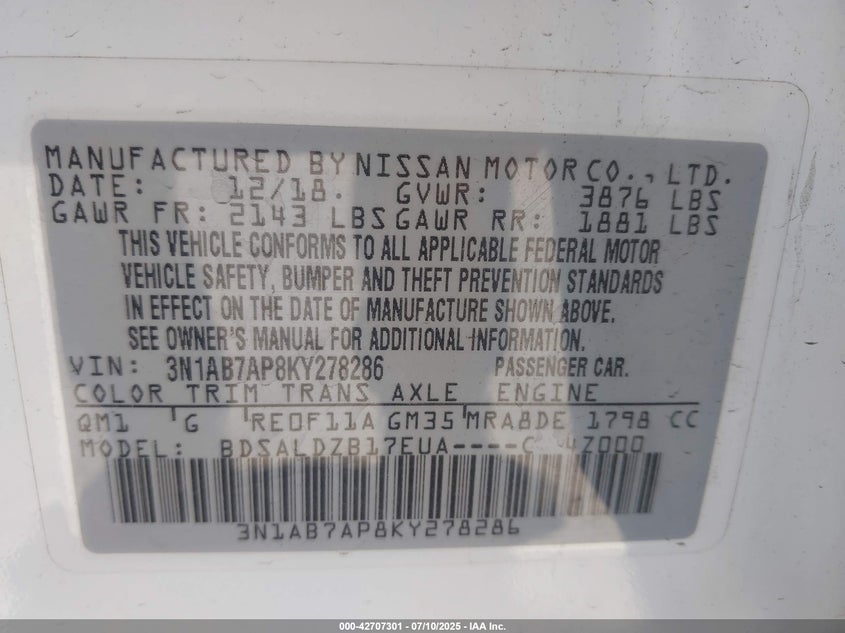 MANUFACTURED BY NISSAN MOTOR CO., LTD.
DATE: 12/18. GVWR: 3876 LBS
GAWR FR: 2143 LBS GAWR RR: 1881 LBS
THIS VEHICLE CONFORMS TO ALL APPLICABLE FEDERAL MOTOR
VEHICLE SAFETY, BUMPER AND THEFT PREVENTION STANDARDS
IN EFFECT ON THE DATE OF MANUFACTURE SHOWN ABOVE.
SEE OWNER'S MANUAL FOR ADDITIONAL INFORMATION.
VIN: 3N1AB7AP8KY278286 PASSENGER CAR.
COLOR TRIM TRANS AXLE ENGINE
QM1 G RE0F11A GM35 MRA8DE 1798 CC
MODEL: BDSALDZB17EUA----C 4Z000
3N1AB7AP8KY278286
000-42707301 - 07/10/2025 - IAA Inc.